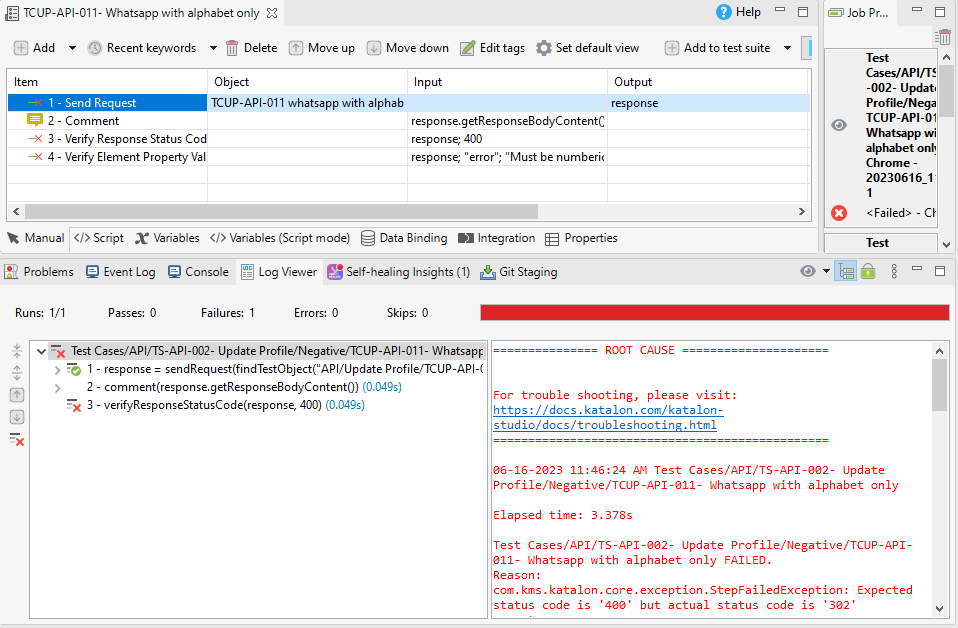 TCUP-API-011- Whatsapp with alphabet only
Help
Job Pr...
Add
Recent keywords
Delete
Move up
Move down
Edit tags
Set default view
Add to test suite
Item Object Input Output
1 - Send Request TCUP-API-011 whatsapp with alphab response
2 - Comment response.getResponseBodyContent()
3 - Verify Response Status Cod response; 400
4 - Verify Element Property Val response; "error"; "Must be numberic
Test
Cases/API/TS
-002- Updat
Profile/Nega
TCUP-API-01
Whatsapp wi
alphabet only
Chrome -
20230616_1
1
<Failed> - Ch
Test
Manual
</> Script
Variables
</> Variables (Script mode)
Data Binding
Integration
Properties
Problems
Event Log
Console
Log Viewer
Self-healing Insights (1)
Git Staging
Runs: 1/1 Passes: 0 Failures: 1 Errors: 0 Skips: 0
Test Cases/API/TS-API-002- Update Profile/Negative/TCUP-API-011- Whatsapp
1 - response = sendRequest(findTestObject("API/Update Profile/TCUP-API-0
2 - comment(response.getResponseBodyContent()) (0.049s)
3 - verifyResponseStatusCode(response, 400) (0.049s)
=============== ROOT CAUSE =====================
For trouble shooting, please visit:
https://docs.katalon.com/katalon-
studio/docs/troubleshooting.html
================================================
06-16-2023 11:46:24 AM Test Cases/API/TS-API-002- Update
Profile/Negative/TCUP-API-011- Whatsapp with alphabet only
Elapsed time: 3.378s
Test Cases/API/TS-API-002- Update Profile/Negative/TCUP-API-
011- Whatsapp with alphabet only FAILED.
Reason:
com.kms.katalon.core.exception.StepFailedException: Expected
status code is '400' but actual status code is '302'